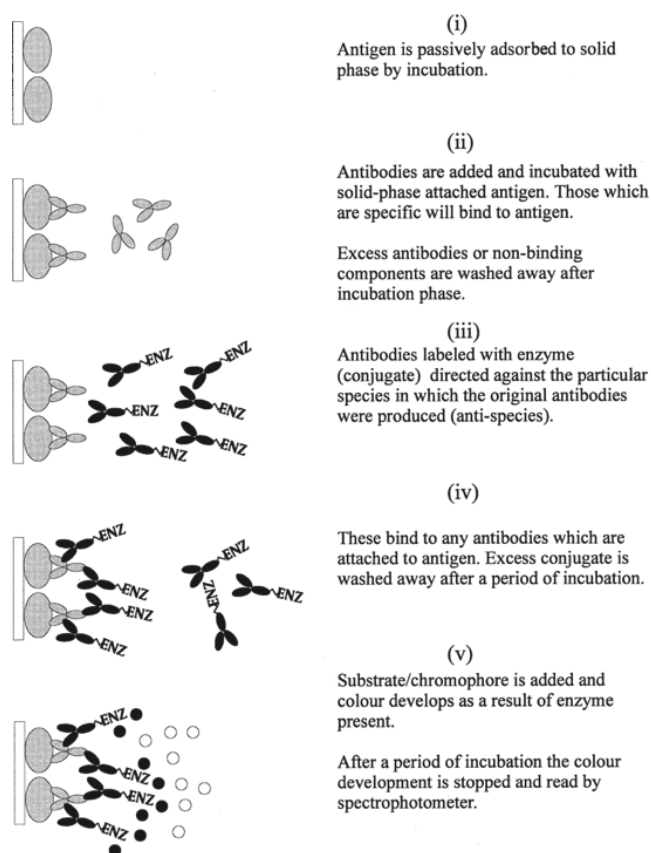 (i)
Antigen is passively adsorbed to solid
phase by incubation.
(ii)
Antibodies are added and incubated with
solid-phase attached antigen. Those which
are specific will bind to antigen.
Excess antibodies or non-binding
components are washed away after
incubation phase.
(iii)
ENZ
ENZ
ENZ
ENZ
ENZ
ENZ
Antibodies labeled with enzyme
(conjugate) directed against the particular
species in which the original antibodies
were produced (anti-species).
(iv)
ENZ
ENZ
ENZ
ENZ
ENZ
ENZ
ENZ
These bind to any antibodies which are
attached to antigen. Excess conjugate is
washed away after a period of incubation.
(v)
ENZ
ENZ
ENZ
ENZ
Substrate/chromophore is added and
colour develops as a result of enzyme
present.
After a period of incubation the colour
development is stopped and read by
spectrophotometer.